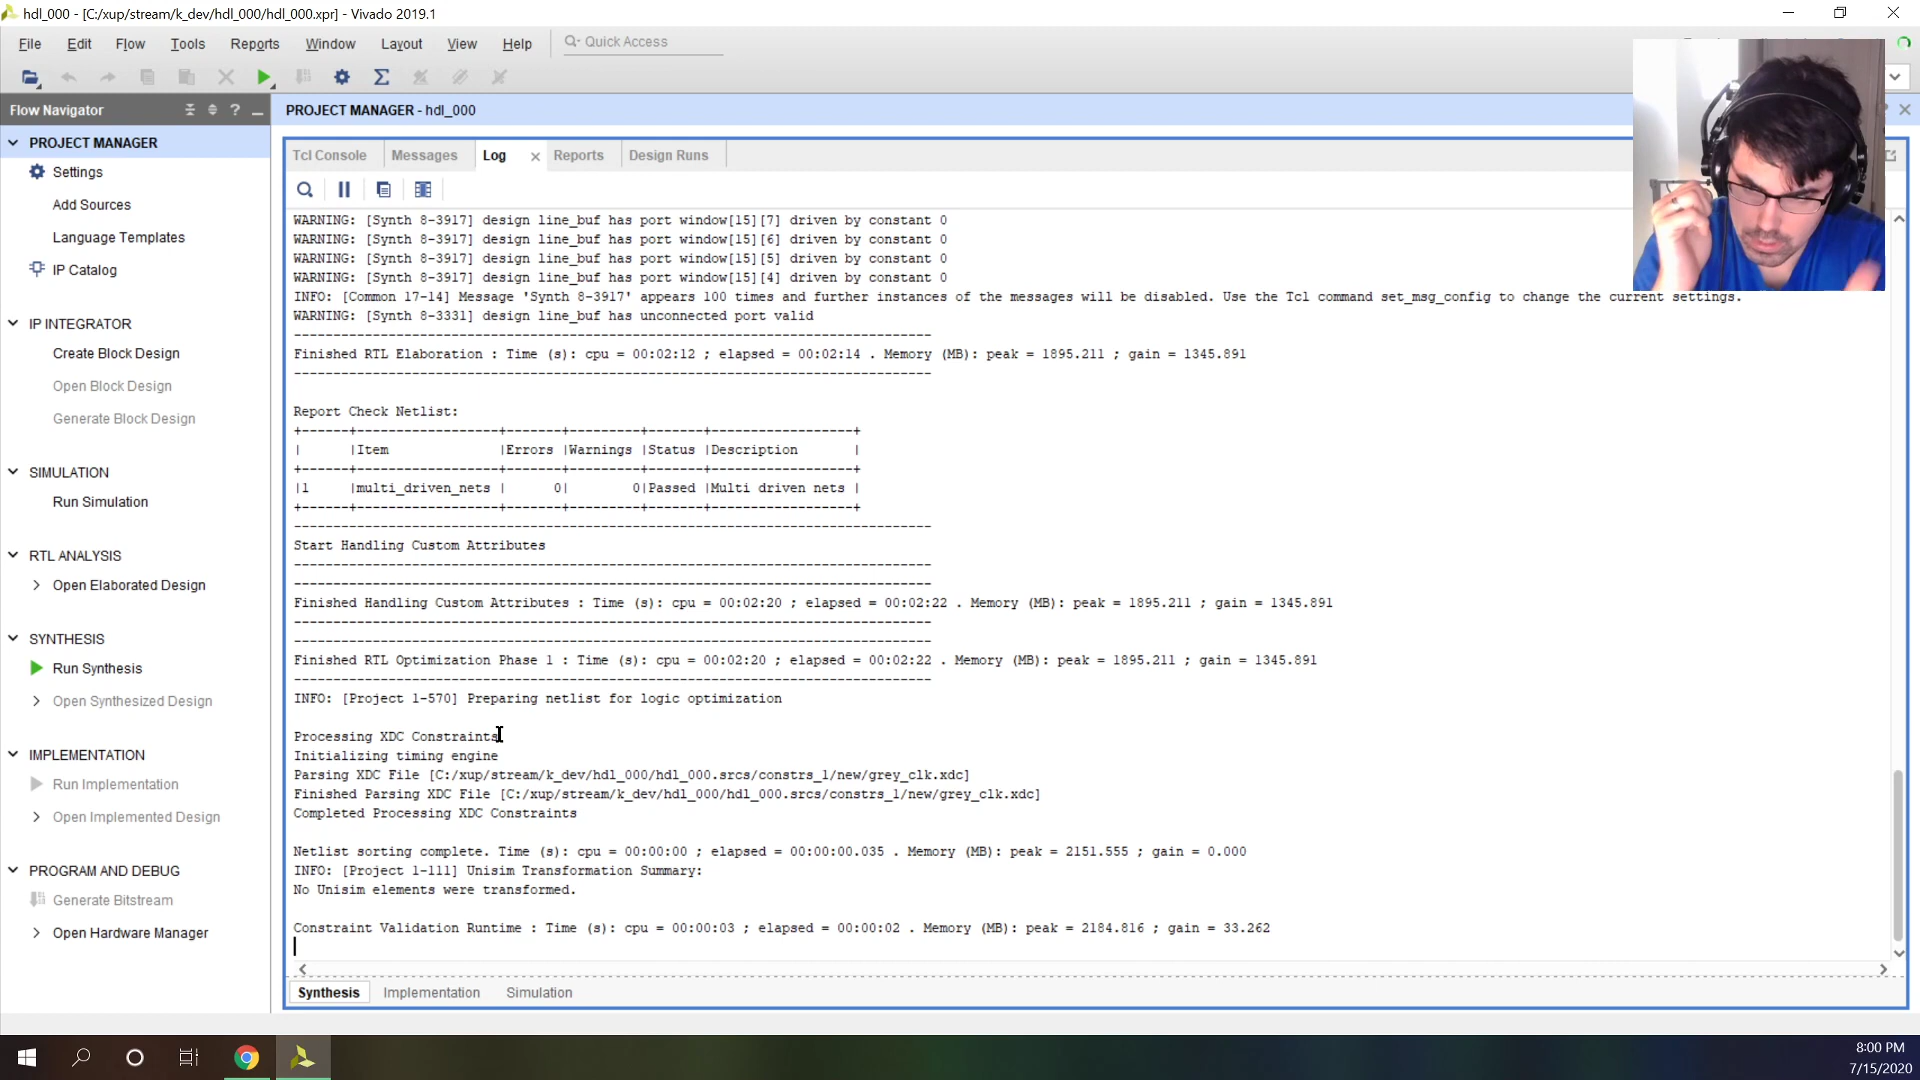 hdl_000 - [C:/xup/stream/k_dev/hdl_000/hdl_000.xpr] - Vivado 2019.1
File Edit Flow Tools Reports Window Layout View Help Quick Access
Flow Navigator
PROJECT MANAGER - hdl_000
PROJECT MANAGER
Settings
Add Sources
Language Templates
IP Catalog
IP INTEGRATOR
Create Block Design
Open Block Design
Generate Block Design
SIMULATION
Run Simulation
RTL ANALYSIS
Open Elaborated Design
SYNTHESIS
Run Synthesis
Open Synthesized Design
IMPLEMENTATION
Run Implementation
Open Implemented Design
PROGRAM AND DEBUG
Generate Bitstream
Open Hardware Manager
Tcl Console Messages Log Reports Design Runs
WARNING: [Synth 8-3917] design line_buf has port window[15][7] driven by constant 0
WARNING: [Synth 8-3917] design line_buf has port window[15][6] driven by constant 0
WARNING: [Synth 8-3917] design line_buf has port window[15][5] driven by constant 0
WARNING: [Synth 8-3917] design line_buf has port window[15][4] driven by constant 0
INFO: [Common 17-14] Message 'Synth 8-3917' appears 100 times and further instances of the messages will be disabled. Use the Tcl command set_msg_config to change the current settings.
WARNING: [Synth 8-3331] design line_buf has unconnected port valid
---------------------------------------------------------------------------------
Finished RTL Elaboration : Time (s): cpu = 00:02:12 ; elapsed = 00:02:14 . Memory (MB): peak = 1895.211 ; gain = 1345.891
---------------------------------------------------------------------------------
Report Check Netlist:
+------+------------------+-------+---------+-------+------------------+
|      |Item              |Errors |Warnings |Status |Description       |
+------+------------------+-------+---------+-------+------------------+
|1     |multi_driven_nets |      0|        0|Passed |Multi driven nets |
+------+------------------+-------+---------+-------+------------------+
---------------------------------------------------------------------------------
Start Handling Custom Attributes
---------------------------------------------------------------------------------
---------------------------------------------------------------------------------
Finished Handling Custom Attributes : Time (s): cpu = 00:02:20 ; elapsed = 00:02:22 . Memory (MB): peak = 1895.211 ; gain = 1345.891
---------------------------------------------------------------------------------
---------------------------------------------------------------------------------
Finished RTL Optimization Phase 1 : Time (s): cpu = 00:02:20 ; elapsed = 00:02:22 . Memory (MB): peak = 1895.211 ; gain = 1345.891
---------------------------------------------------------------------------------
INFO: [Project 1-570] Preparing netlist for logic optimization
Processing XDC Constraints
Initializing timing engine
Parsing XDC File [C:/xup/stream/k_dev/hdl_000/hdl_000.srcs/constrs_1/new/grey_clk.xdc]
Finished Parsing XDC File [C:/xup/stream/k_dev/hdl_000/hdl_000.srcs/constrs_1/new/grey_clk.xdc]
Completed Processing XDC Constraints
Netlist sorting complete. Time (s): cpu = 00:00:00 ; elapsed = 00:00:00.035 . Memory (MB): peak = 2151.555 ; gain = 0.000
INFO: [Project 1-111] Unisim Transformation Summary:
No Unisim elements were transformed.
Constraint Validation Runtime : Time (s): cpu = 00:00:03 ; elapsed = 00:00:02 . Memory (MB): peak = 2184.816 ; gain = 33.262
Synthesis Implementation Simulation
8:00 PM
7/15/2020